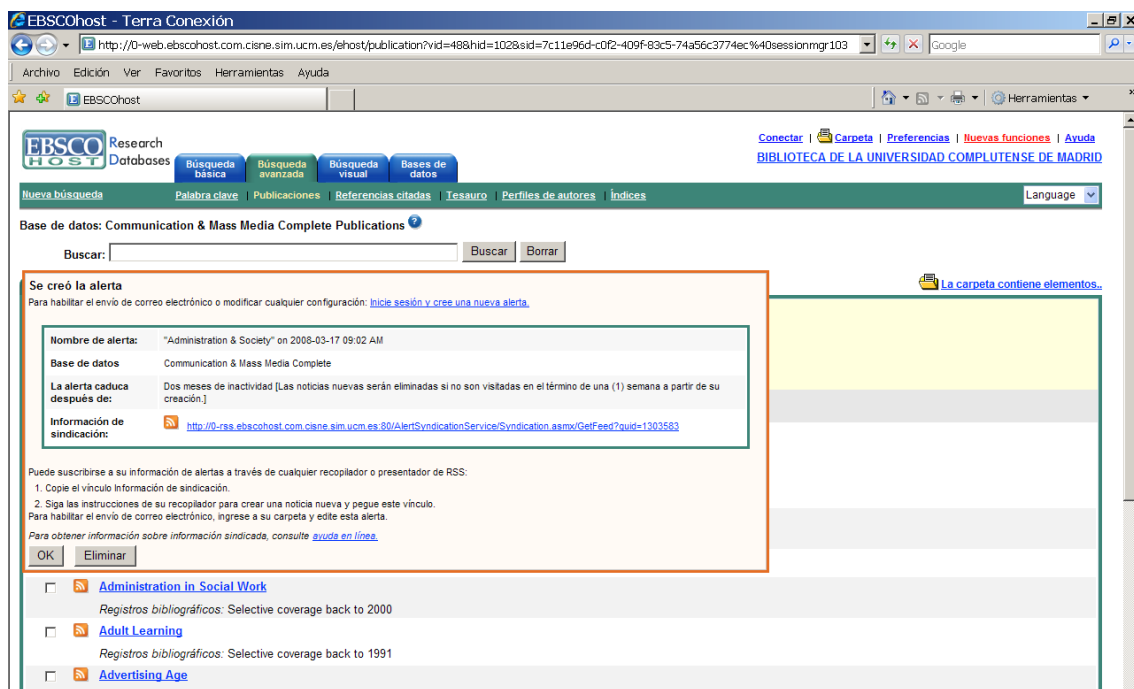 EBSCOhost - Terra Conexión
http://0-web.ebscohost.com.cisne.sim.ucm.es/ehost/publication?vid=48&hid=102&sid=7c11e96d-c0f2-409f-83c5-74a56c3774ec%40sessionmgr103
Google
Archivo Edición Ver Favoritos Herramientas Ayuda
EBSCOhost
Herramientas
EBSCO HOST Research Databases
Búsqueda básica
Búsqueda avanzada
Búsqueda visual
Bases de datos
Conectar | Carpeta | Preferencias | Nuevas funciones | Ayuda
BIBLIOTECA DE LA UNIVERSIDAD COMPLUTENSE DE MADRID
Nueva búsqueda Palabra clave | Publicaciones | Referencias citadas | Tesauro | Perfiles de autores | Índices
Language
Base de datos: Communication & Mass Media Complete Publications
Buscar: Buscar Borrar
La carpeta contiene elementos..
Se creó la alerta
Para habilitar el envío de correo electrónico o modificar cualquier configuración: Inicie sesión y cree una nueva alerta.
Nombre de alerta: "Administration & Society" on 2008-03-17 09:02 AM
Base de datos Communication & Mass Media Complete
La alerta caduca después de: Dos meses de inactividad [Las noticias nuevas serán eliminadas si no son visitadas en el término de una (1) semana a partir de su
creación.]
Información de sindicación: http://0-rss.ebscohost.com.cisne.sim.ucm.es:80/AlertSyndicationService/Syndication.asmx/GetFeed?guid=1303583
Puede suscribirse a su información de alertas a través de cualquier recopilador o presentador de RSS:
1. Copie el vínculo Información de sindicación.
2. Siga las instrucciones de su recopilador para crear una noticia nueva y pegue este vínculo.
Para habilitar el envío de correo electrónico, ingrese a su carpeta y edite esta alerta.
Para obtener información sobre información sindicada, consulte ayuda en línea.
OK Eliminar
Administration in Social Work
Registros bibliográficos: Selective coverage back to 2000
Adult Learning
Registros bibliográficos: Selective coverage back to 1991
Advertising Age